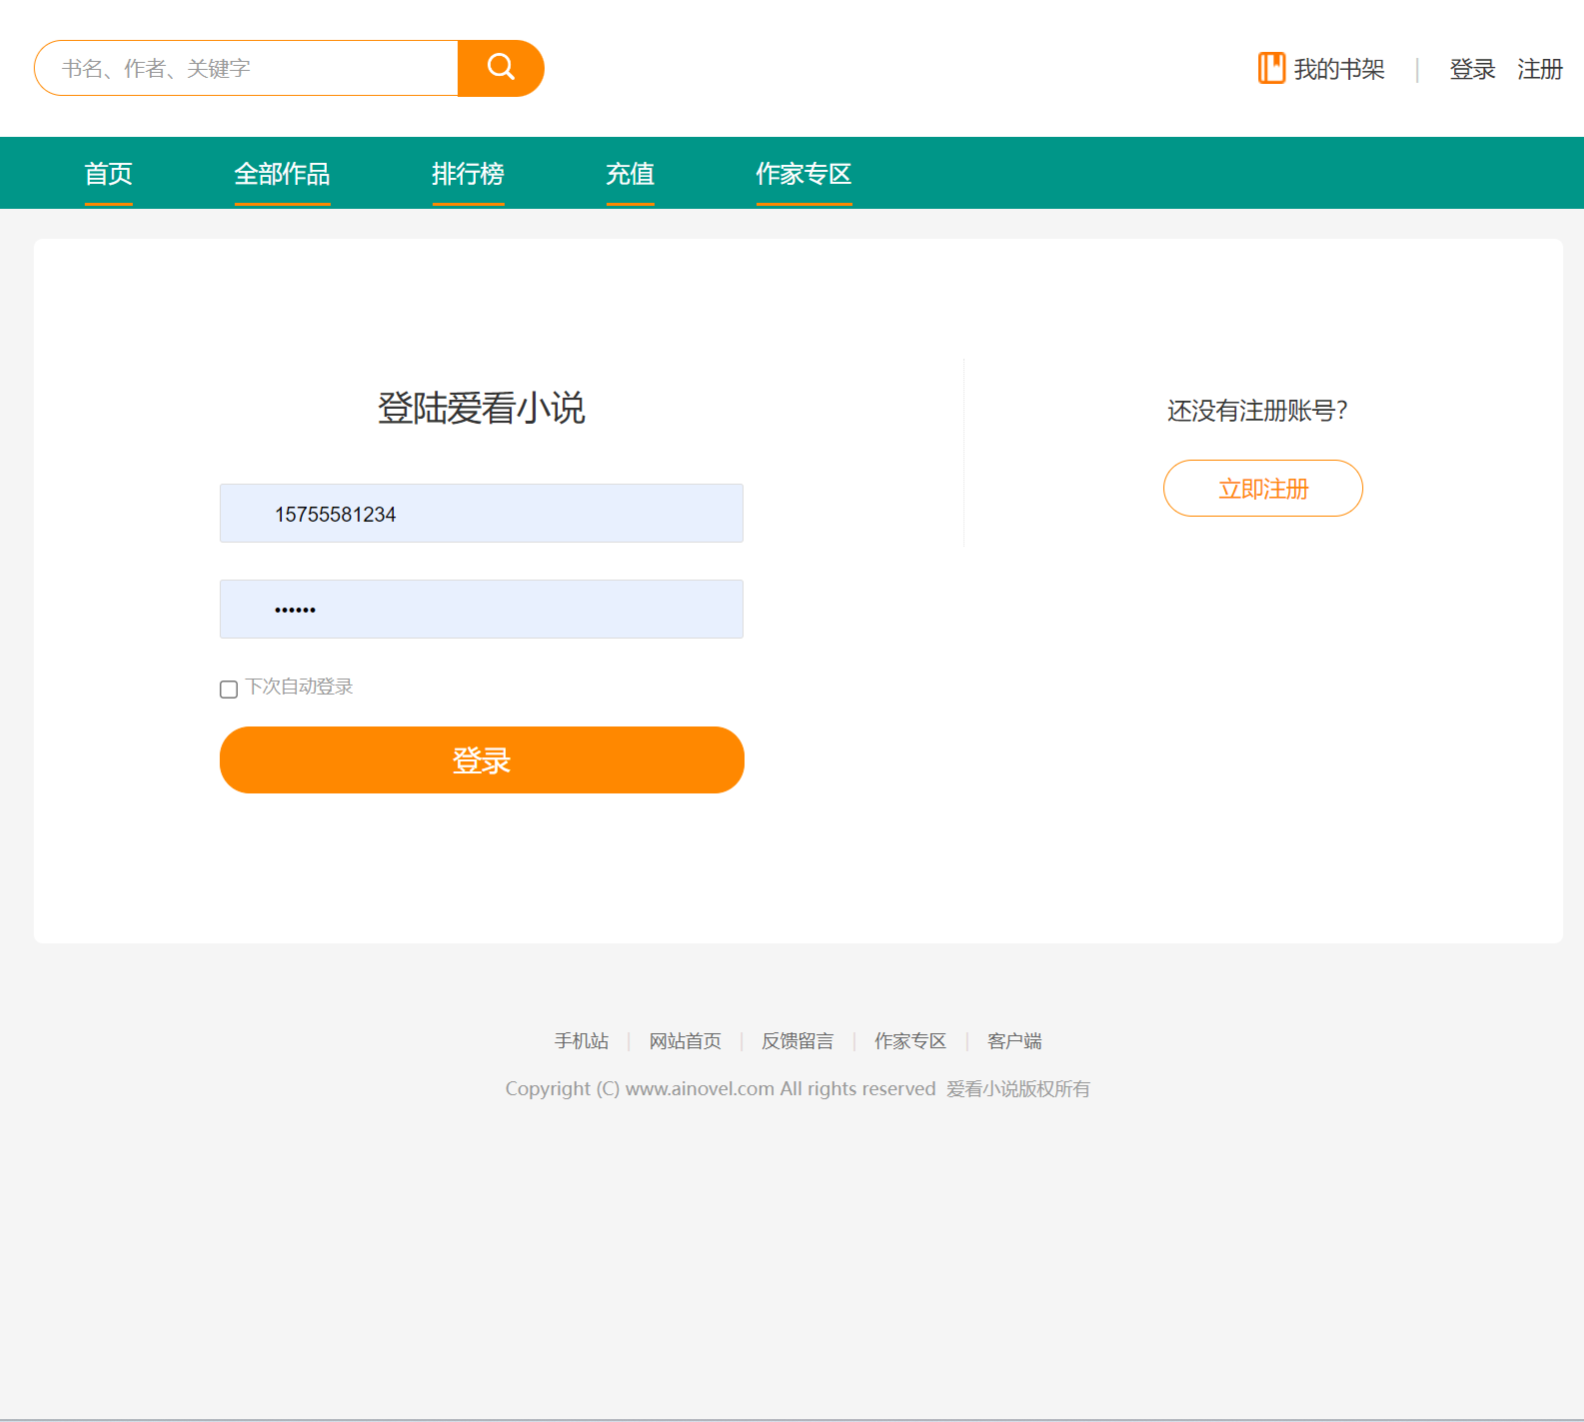 书名、作者、关键字
我的书架 | 登录 注册
首页 全部作品 排行榜 充值 作家专区
登陆爱看小说
还没有注册账号？
15755581234
立即注册
••••••
下次自动登录
登录
手机站 | 网站首页 | 反馈留言 | 作家专区 | 客户端
Copyright (C) www.ainovel.com All rights reserved 爱看小说版权所有